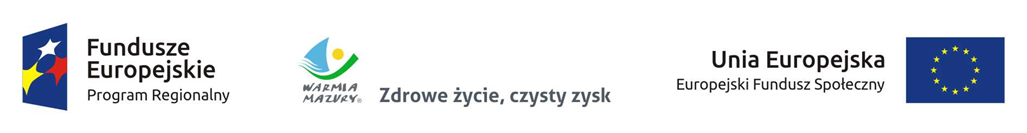 Fundusze
Europejskie
Program Regionalny
WARMIA
MAZURY®
Zdrowe życie, czysty zysk
Unia Europejska
Europejski Fundusz Społeczny